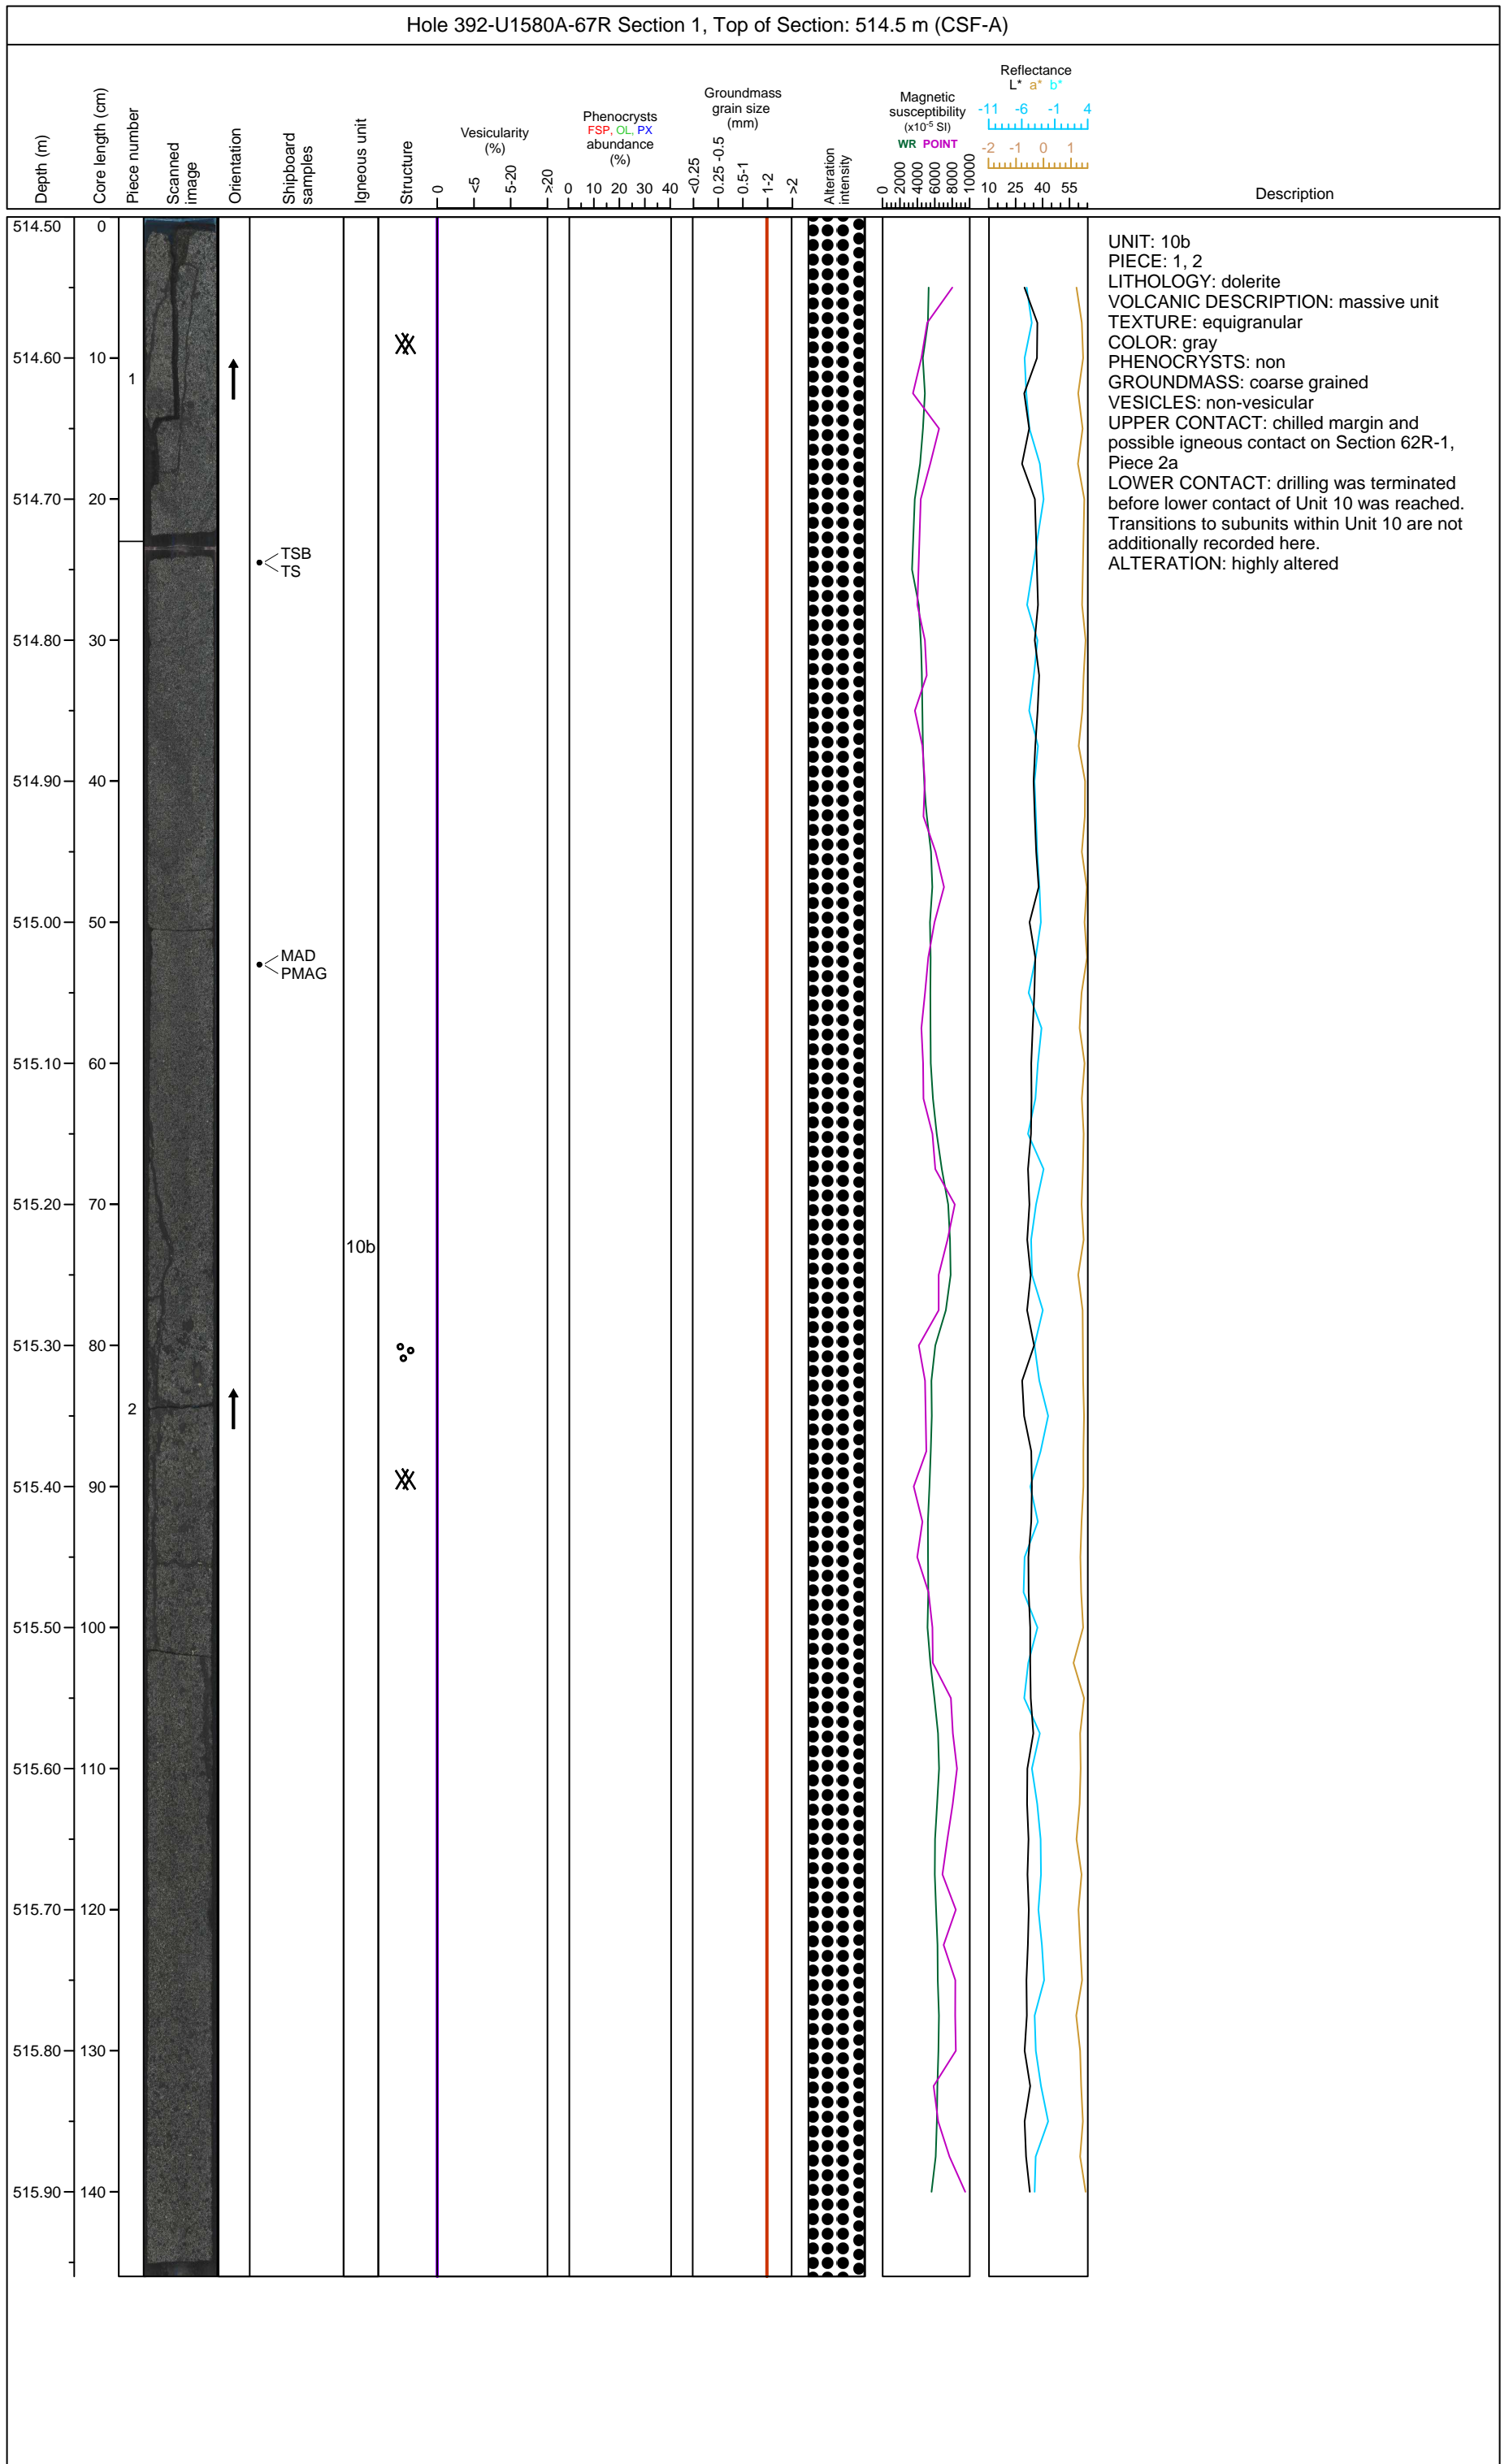 Hole 392-U1580A-67R Section 1, Top of Section: 514.5 m (CSF-A)
Depth (m)
Core length (cm)
Piece number
Scanned
image
Orientation
Shipboard
samples
Igneous unit
Structure
Vesicularity
(%)
0
<5
5-20
>20
Phenocrysts
FSP, OL, PX
abundance
(%)
0 10 20 30 40
Groundmass
grain size
(mm)
<0.25
0.25 -0.5
0.5-1
1-2
>2
Alteration
intensity
Magnetic
susceptibility
(x10⁻⁵ SI)
WR POINT
0
2000
4000
6000
8000
10000
Reflectance
L* a* b*
-11 -6 -1 4
-2 -1 0 1
10 25 40 55
Description
514.50 0
514.60 10
514.70 20
514.80 30
514.90 40
515.00 50
515.10 60
515.20 70
515.30 80
515.40 90
515.50 100
515.60 110
515.70 120
515.80 130
515.90 140
1
2
TSB
TS
MAD
PMAG
10b
UNIT: 10b
PIECE: 1, 2
LITHOLOGY: dolerite
VOLCANIC DESCRIPTION: massive unit
TEXTURE: equigranular
COLOR: gray
PHENOCRYSTS: non
GROUNDMASS: coarse grained
VESICLES: non-vesicular
UPPER CONTACT: chilled margin and
possible igneous contact on Section 62R-1,
Piece 2a
LOWER CONTACT: drilling was terminated
before lower contact of Unit 10 was reached.
Transitions to subunits within Unit 10 are not
additionally recorded here.
ALTERATION: highly altered